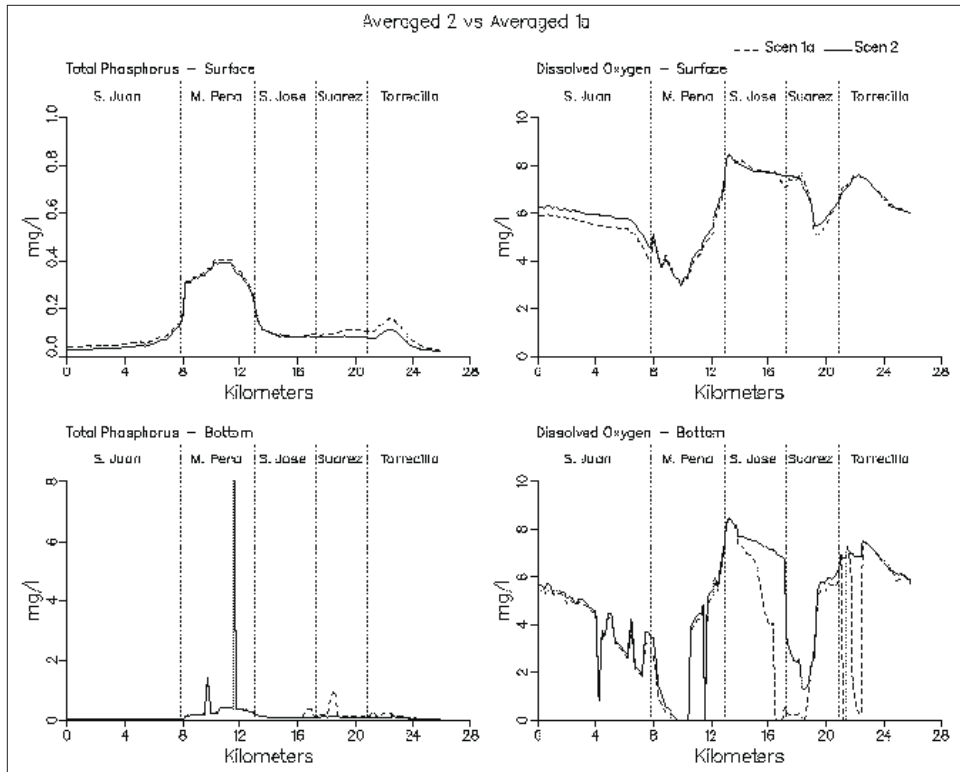 Averaged 2 vs Averaged 1a
Scen 1a Scen 2
Total Phosphorus – Surface
S. Juan M. Pena S. Jose Suarez Torrecilla
1.0
0.8
0.6
0.4
0.2
0.0
mg/l
0 4 8 12 16 20 24 28
Kilometers
Dissolved Oxygen – Surface
S. Juan M. Pena S. Jose Suarez Torrecilla
10
8
6
4
2
0
mg/l
0 4 8 12 16 20 24 28
Kilometers
Total Phosphorus – Bottom
S. Juan M. Pena S. Jose Suarez Torrecilla
8
6
4
2
0
mg/l
0 4 8 12 16 20 24 28
Kilometers
Dissolved Oxygen – Bottom
S. Juan M. Pena S. Jose Suarez Torrecilla
10
8
6
4
2
0
mg/l
0 4 8 12 16 20 24 28
Kilometers